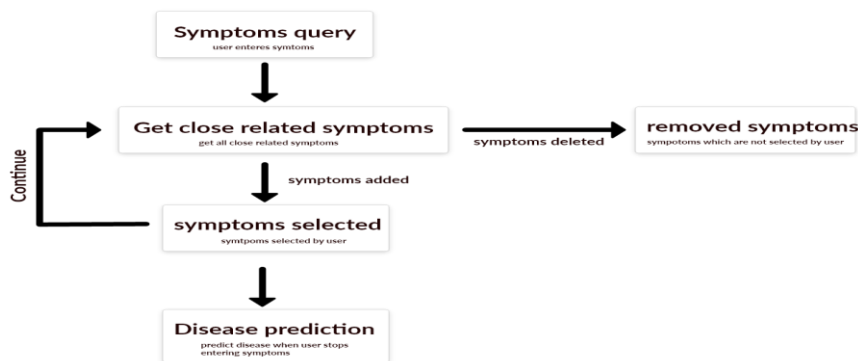 Symptoms query
user enteres symtoms
Get close related symptoms
get all close related symptoms
symptoms deleted
removed symptoms
sympotoms which are not selected by user
Continue
symptoms added
symptoms selected
symtpoms selected by user
Disease prediction
predict disease when user stops
entering symptoms